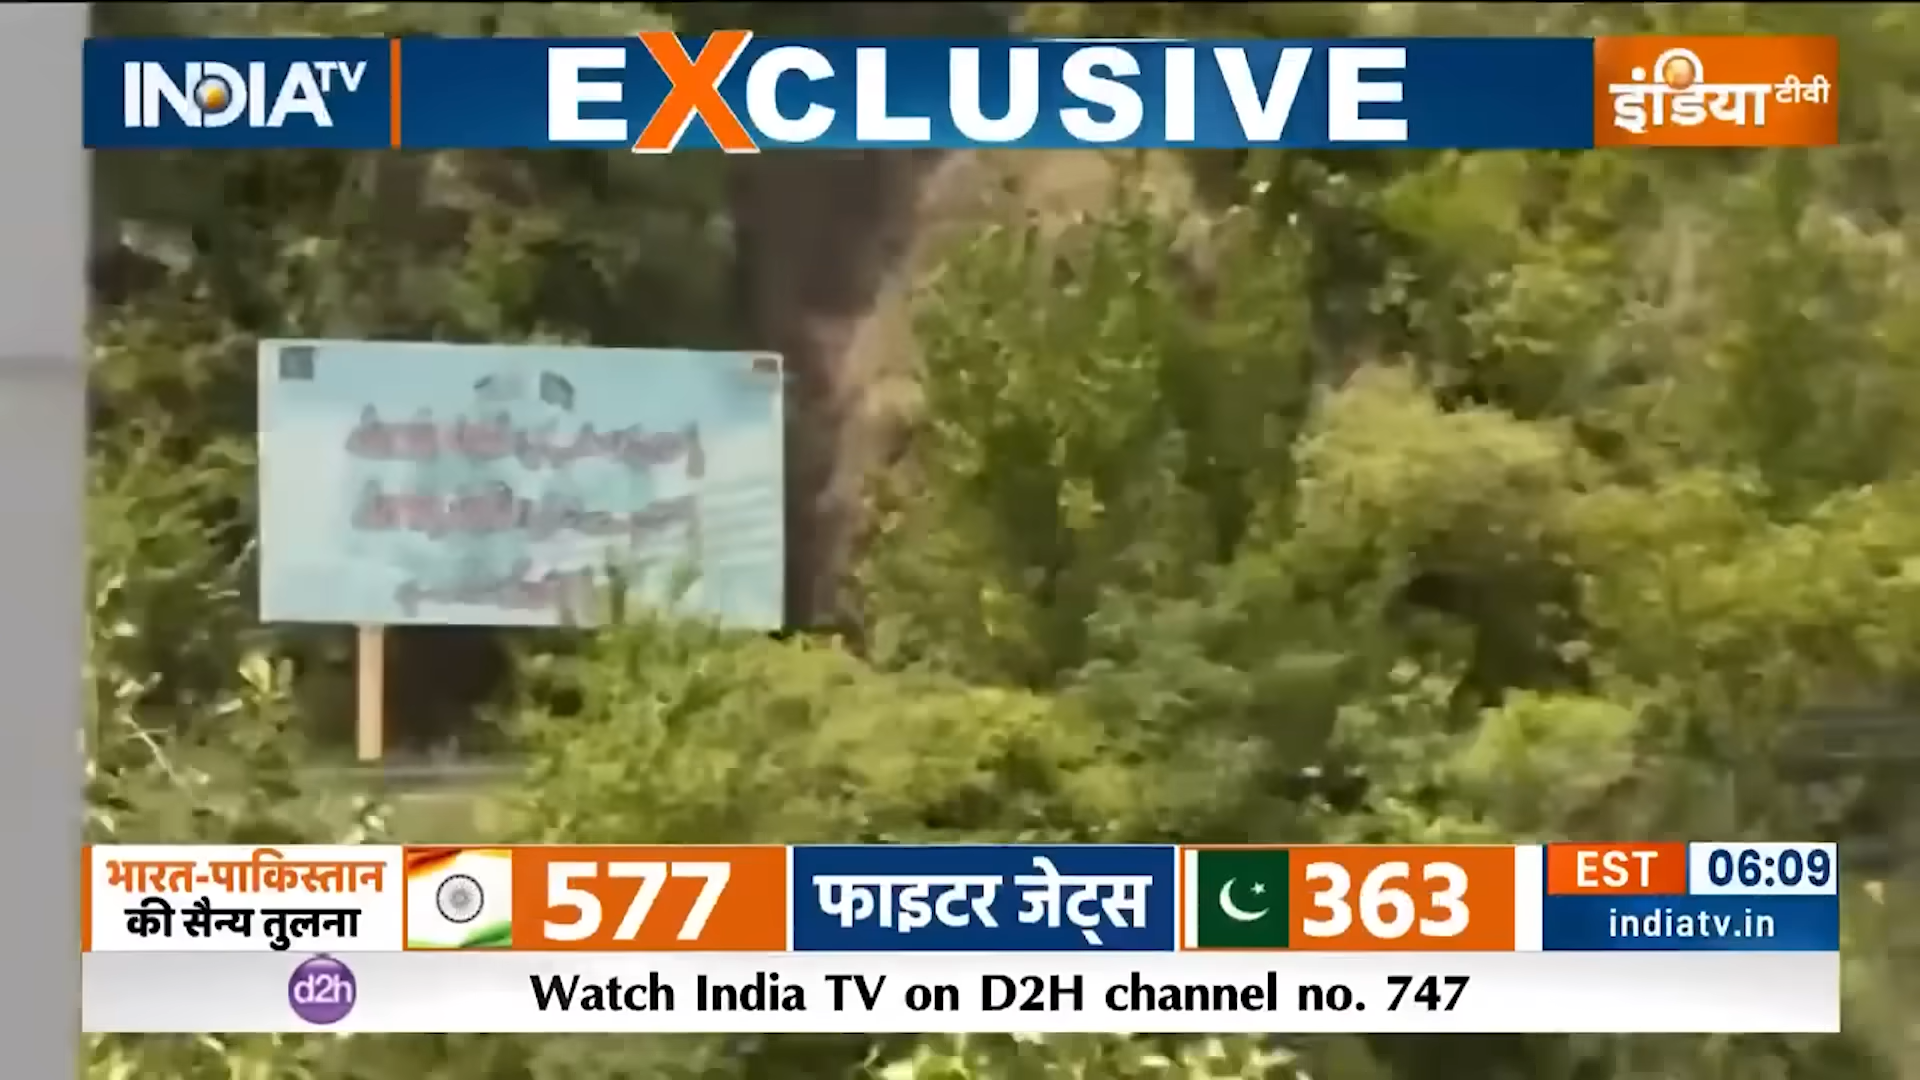 INDIA TV
EXCLUSIVE
इंडिया टीवी
भारत-पाकिस्तान
की सैन्य तुलना
577
फाइटर जेट्स
363
EST
06:09
indiatv.in
d2h
Watch India TV on D2H channel no. 747